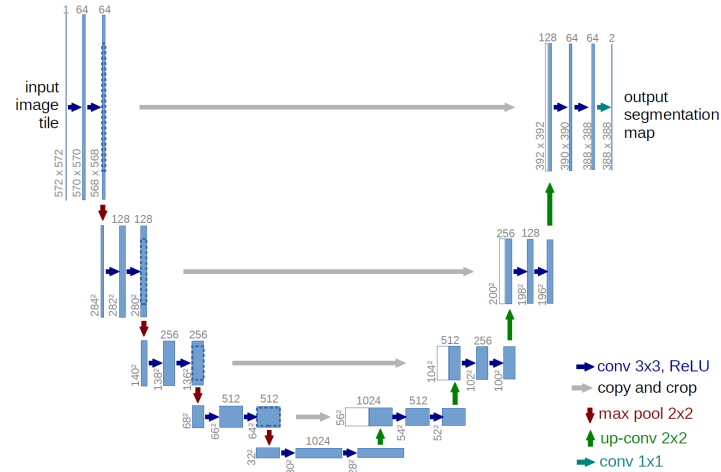 1 64 64
128 64 64 2
input
image
tile
output
segmentation
map
572 x 572
570 x 570
568 x 568
392 x 392
390 x 390
388 x 388
388 x 388
128 128
256 128
284²
282²
280²
200²
198²
196²
256 256
512 256
140²
138²
136²
104²
102²
100²
512 512
1024 512
68²
66²
64²
56²
54²
52²
1024
32²
conv 3x3, ReLU
copy and crop
max pool 2x2
up-conv 2x2
conv 1x1